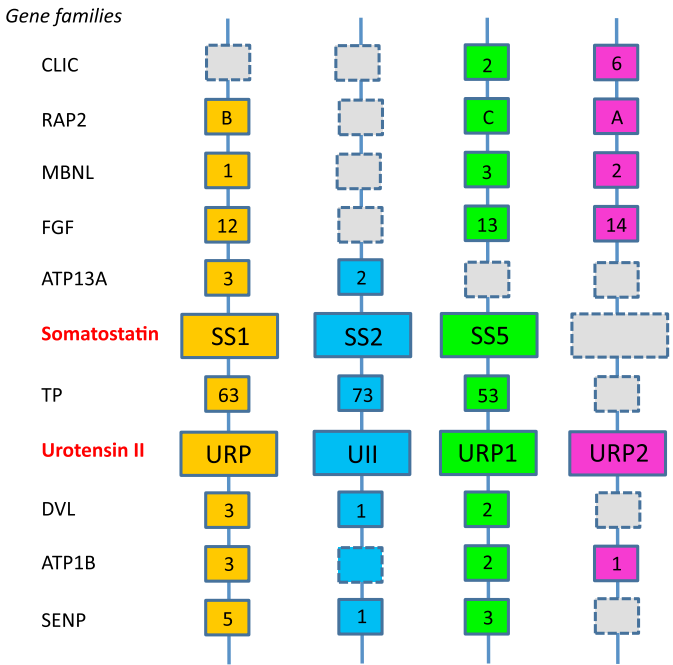 Gene families
CLIC 2 6
RAP2 B C A
MBNL 1 3 2
FGF 12 13 14
ATP13A 3 2
Somatostatin SS1 SS2 SS5
TP 63 73 53
Urotensin II URP UII URP1 URP2
DVL 3 1 2
ATP1B 3 2 1
SENP 5 1 3